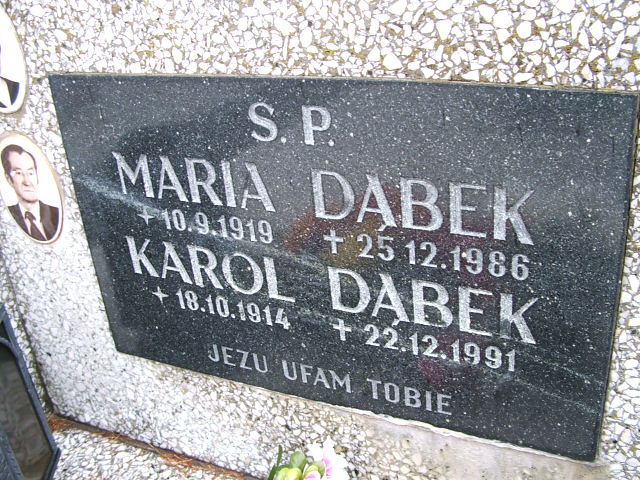 S. P.
MARIA DĄBEK
+ 10.9.1919 + 25.12.1986
KAROL DĄBEK
+ 18.10.1914 + 22.12.1991
JEZU UFAM TOBIE